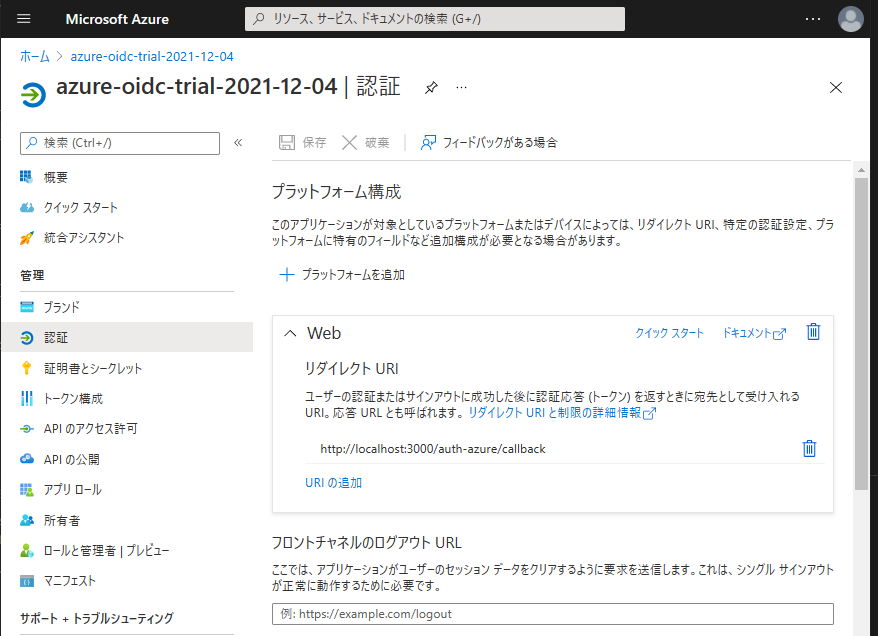 Microsoft Azure
リソース、サービス、ドキュメントの検索 (G+/)
ホーム > azure-oidc-trial-2021-12-04
azure-oidc-trial-2021-12-04 | 認証
検索 (Ctrl+/)
概要
クイック スタート
統合アシスタント
管理
ブランド
認証
証明書とシークレット
トークン構成
API のアクセス許可
API の公開
アプリ ロール
所有者
ロールと管理者 | プレビュー
マニフェスト
サポート + トラブルシューティング
保存
破棄
フィードバックがある場合
プラットフォーム構成
このアプリケーションが対象としているプラットフォームまたはデバイスによっては、リダイレクト URI、特定の認証設定、プラ
ットフォームに特有のフィールドなど追加構成が必要となる場合があります。
プラットフォームを追加
Web
クイック スタート
ドキュメント
リダイレクト URI
ユーザーの認証またはサインアウトに成功した後に認証応答 (トークン) を返すときに宛先として受け入れる
URI。応答 URL とも呼ばれます。リダイレクト URI と制限の詳細情報
http://localhost:3000/auth-azure/callback
URI の追加
フロントチャネルのログアウト URL
ここでは、アプリケーションがユーザーのセッション データをクリアするように要求を送信します。これは、シングル サインアウト
が正常に動作するために必要です。
例: https://example.com/logout